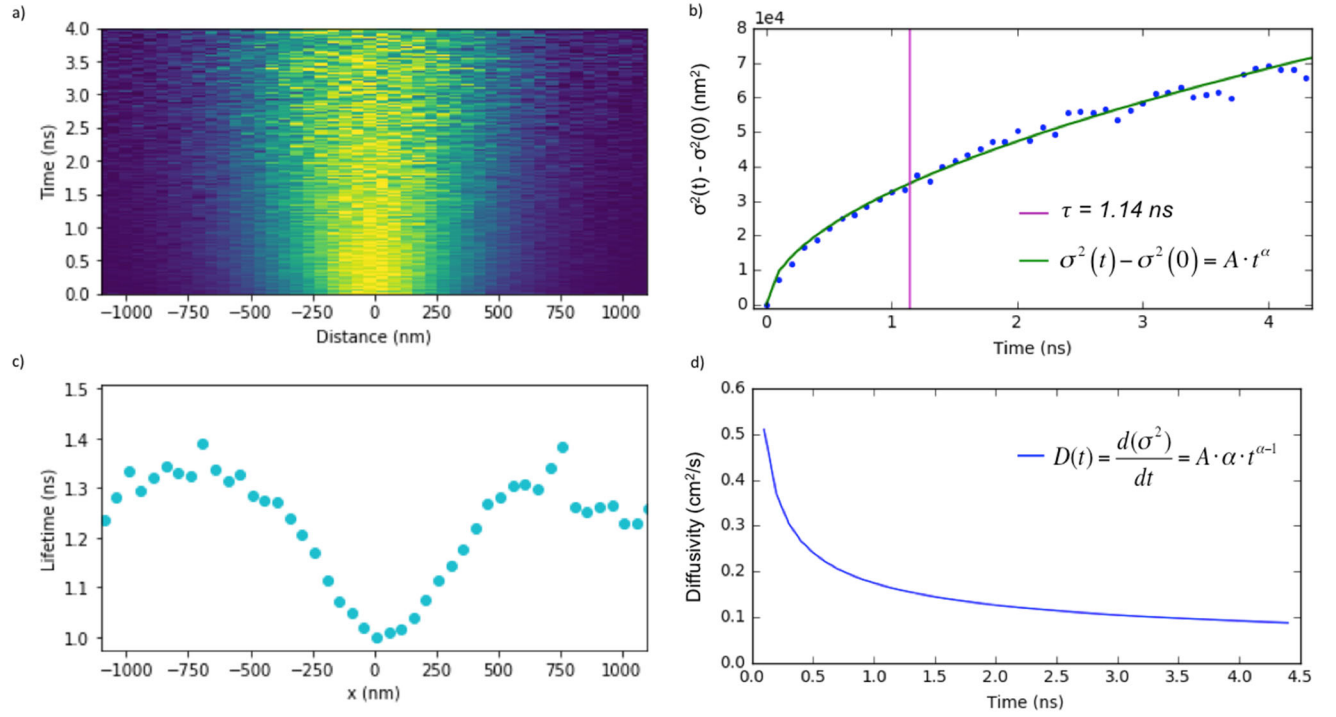 a)
4.0
3.5
3.0
2.5
2.0
1.5
1.0
0.5
0.0
Time (ns)
−1000 −750 −500 −250 0 250 500 750 1000
Distance (nm)
b)
1e4
8
7
6
5
4
3
2
1
0
σ²(t) - σ²(0) (nm²)
τ = 1.14 ns
σ² (t) − σ² (0) = A · t^α
0 1 2 3 4
Time (ns)
c)
1.5
1.4
1.3
1.2
1.1
1.0
Lifetime (ns)
−1000 −750 −500 −250 0 250 500 750 1000
x (nm)
d)
0.6
0.5
0.4
0.3
0.2
0.1
0.0
Diffusivity (cm²/s)
D(t) = d(σ²)/dt = A · α · t^α−1
0.0 0.5 1.0 1.5 2.0 2.5 3.0 3.5 4.0 4.5
Time (ns)